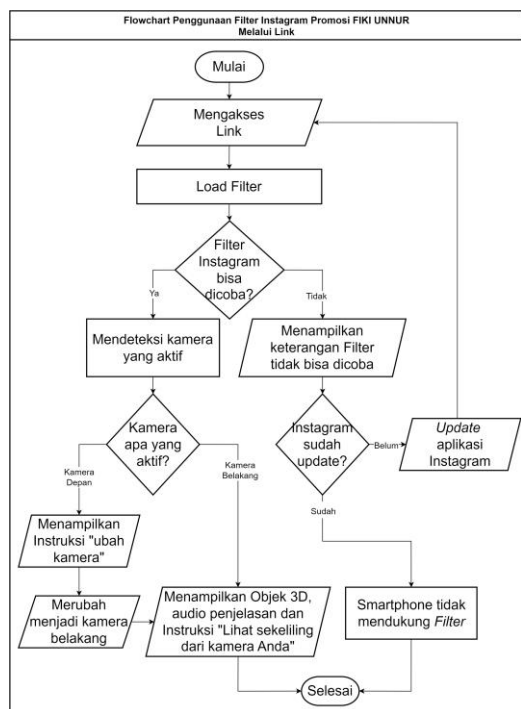 Flowchart Penggunaan Filter Instagram Promosi FIKI UNNUR
Melalui Link
Mulai
Mengakses
Link
Load Filter
Filter
Instagram
bisa
dicoba?
Ya
Tidak
Mendeteksi kamera
yang aktif
Menampilkan
keterangan Filter
tidak bisa dicoba
Kamera
apa yang
aktif?
Instagram
sudah
update?
Belum
Update
aplikasi
Instagram
Kamera
Depan
Kamera
Belakang
Sudah
Menampilkan
Instruksi "ubah
kamera"
Merubah
menjadi kamera
belakang
Menampilkan Objek 3D,
audio penjelasan dan
Instruksi "Lihat sekeliling
dari kamera Anda"
Smartphone tidak
mendukung Filter
Selesai